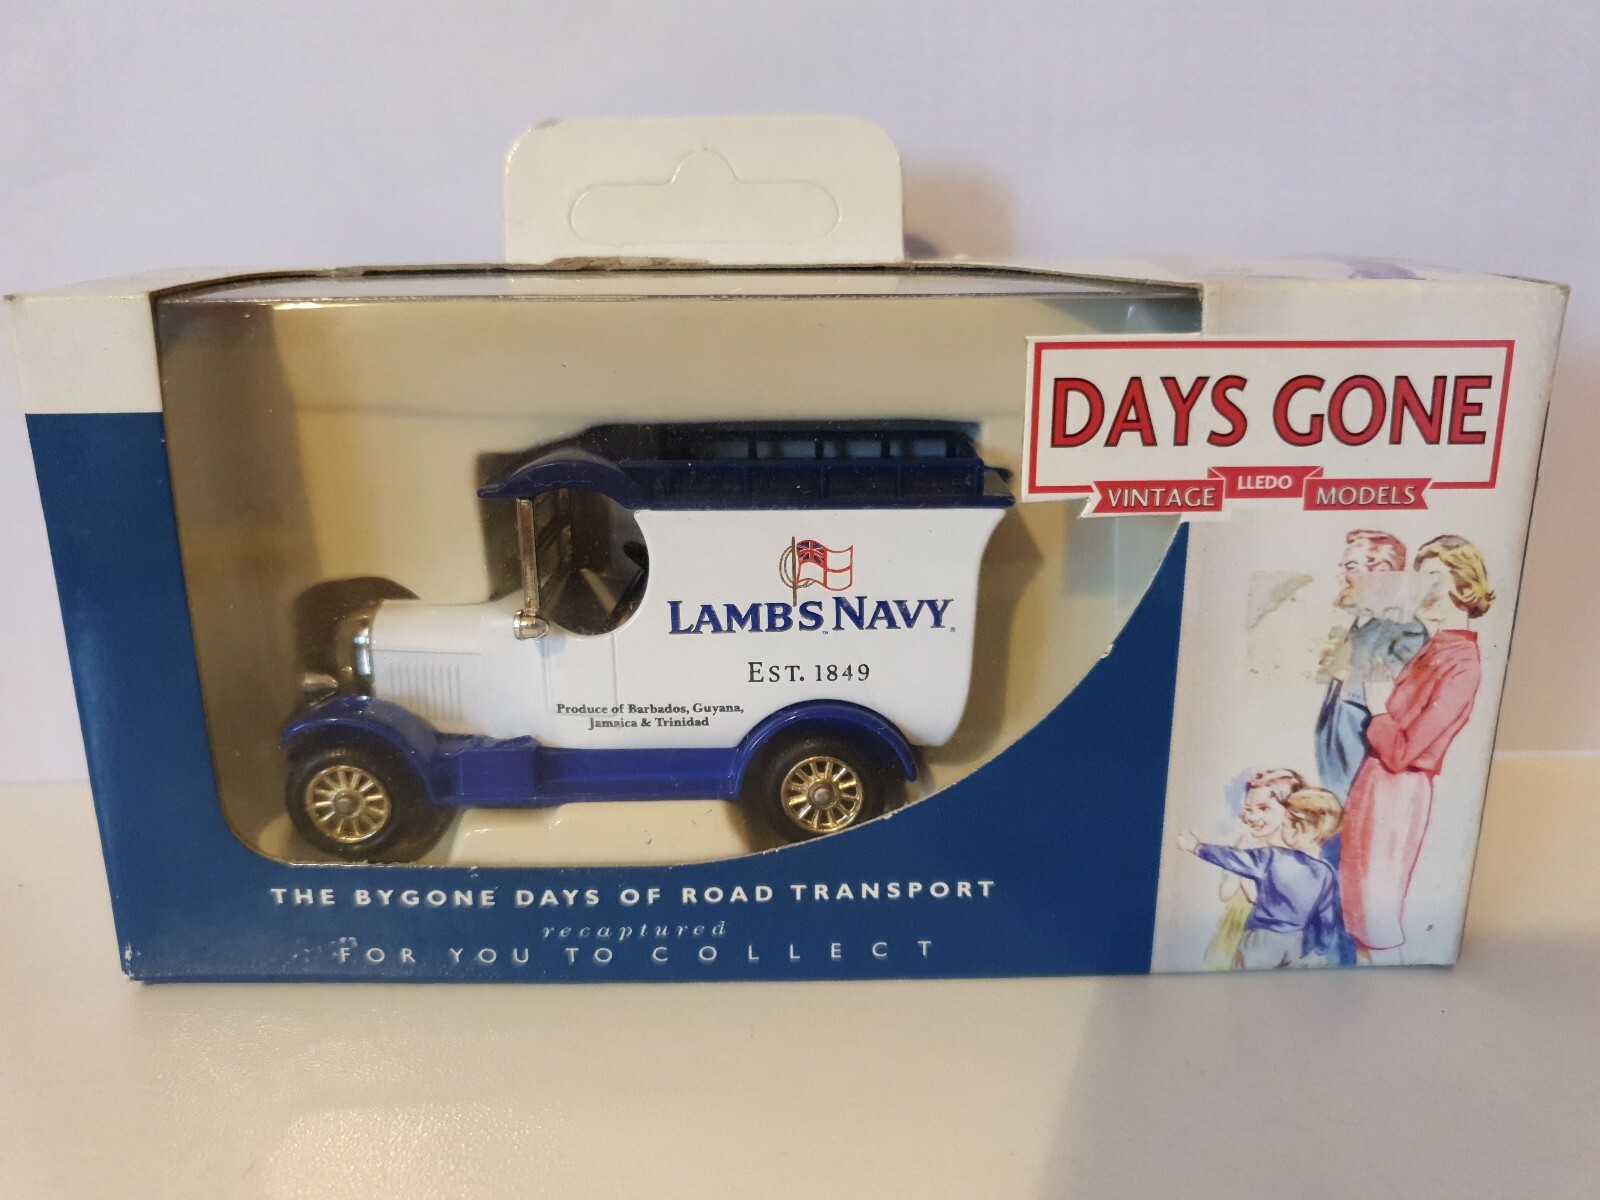 DAYS GONE
VINTAGE LLEDO MODELS
LAMB'S NAVY
EST. 1849
Produce of Barbados, Guyana,
Jamaica & Trinidad
THE BYGONE DAYS OF ROAD TRANSPORT
recaptured
FOR YOU TO COLLECT